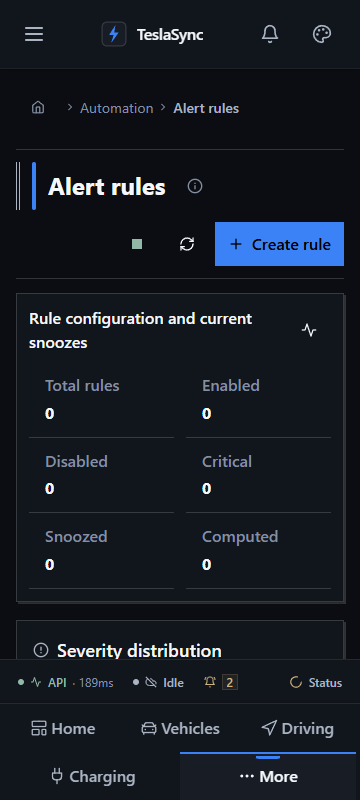 TeslaSync
Automation
Alert rules
Alert rules
Create rule
Rule configuration and current
snoozes
Total rules
Enabled
0
0
Disabled
Critical
0
0
Snoozed
Computed
0
0
Severity distribution
API · 189ms
Idle
2
Status
Home
Vehicles
Driving
Charging
More